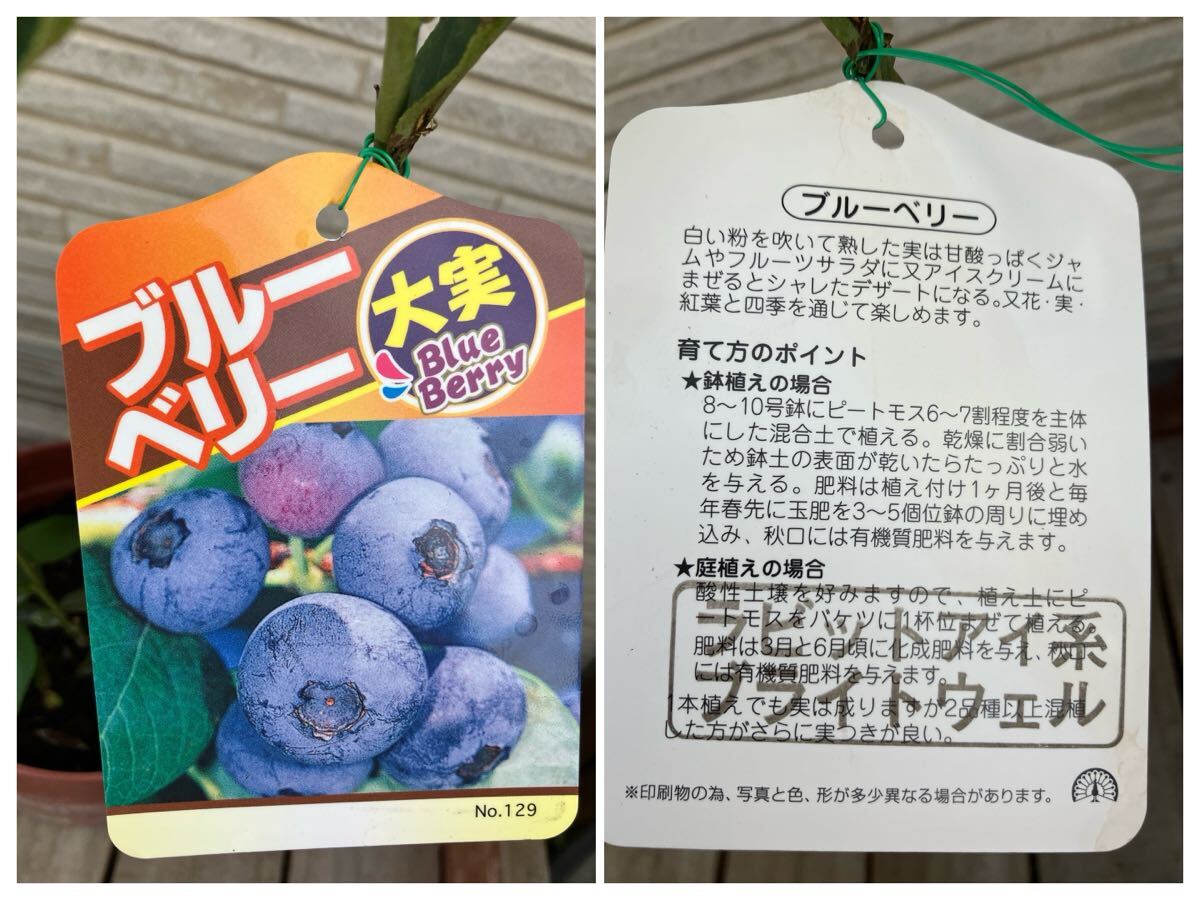 ブルー
ベリー
大実
Blue
Berry
No.129
ブルーベリー
白い粉を吹いて熟した実は甘酸っぱくジャ
ムやフルーツサラダに又アイスクリームに
まぜるとシャレたデザートになる。又花・実・
紅葉と四季を通じて楽しめます。
育て方のポイント
★鉢植えの場合
8〜10号鉢にピートモス6〜7割程度を主体
にした混合土で植える。乾燥に割合弱い
ため鉢土の表面が乾いたらたっぷりと水
を与える。肥料は植え付け1ヶ月後と毎
年春先に玉肥を3〜5個位鉢の周りに埋め
込み、秋口には有機質肥料を与えます。
★庭植えの場合
酸性土壌を好みますので、植え土にピ
ートモスをバケツに1杯位まぜて植える。
肥料は3月と6月頃に化成肥料を与え、秋口
には有機質肥料を与えます。
1本植えでも実は成りますが2品種以上混植
した方がさらに実つきが良い。
ラビットアイ系
ブライトウェル
※印刷物の為、写真と色、形が多少異なる場合があります。